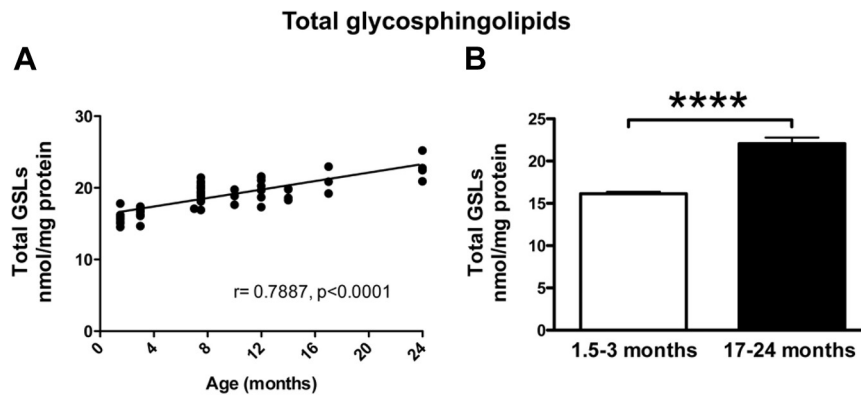 Total glycosphingolipids
A
Total GSLs
nmol/mg protein
30
20
10
0
r= 0.7887, p<0.0001
0 4 8 12 16 20 24
Age (months)
B
****
Total GSLs
nmol/mg protein
25
20
15
10
5
0
1.5-3 months 17-24 months